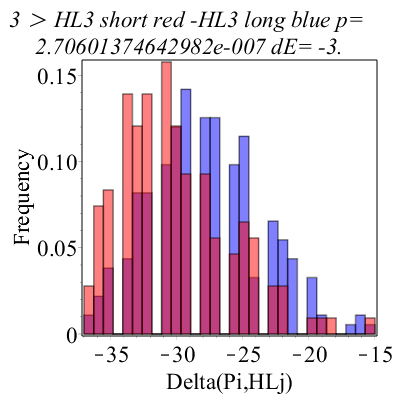 3 > HL3 short red -HL3 long blue p=
2.70601374642982e-007 dE= -3.
0.15
0.10
0.05
0
Frequency
-35 -30 -25 -20 -15
Delta(Pi,HLj)